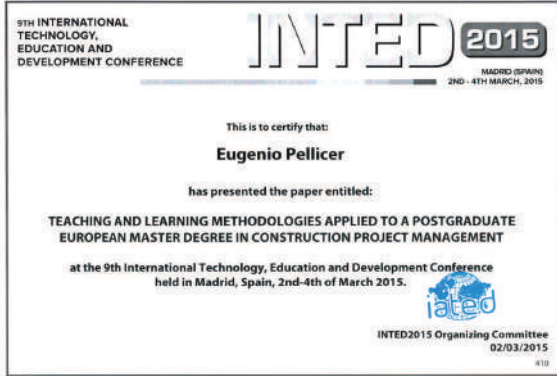 9TH INTERNATIONAL
TECHNOLOGY,
EDUCATION AND
DEVELOPMENT CONFERENCE
INTED 2015
MADRID (SPAIN)
2ND - 4TH MARCH, 2015
This is to certify that:
Eugenio Pellicer
has presented the paper entitled:
TEACHING AND LEARNING METHODOLOGIES APPLIED TO A POSTGRADUATE
EUROPEAN MASTER DEGREE IN CONSTRUCTION PROJECT MANAGEMENT
at the 9th International Technology, Education and Development Conference
held in Madrid, Spain, 2nd-4th of March 2015.
iated
INTED2015 Organizing Committee
02/03/2015
410